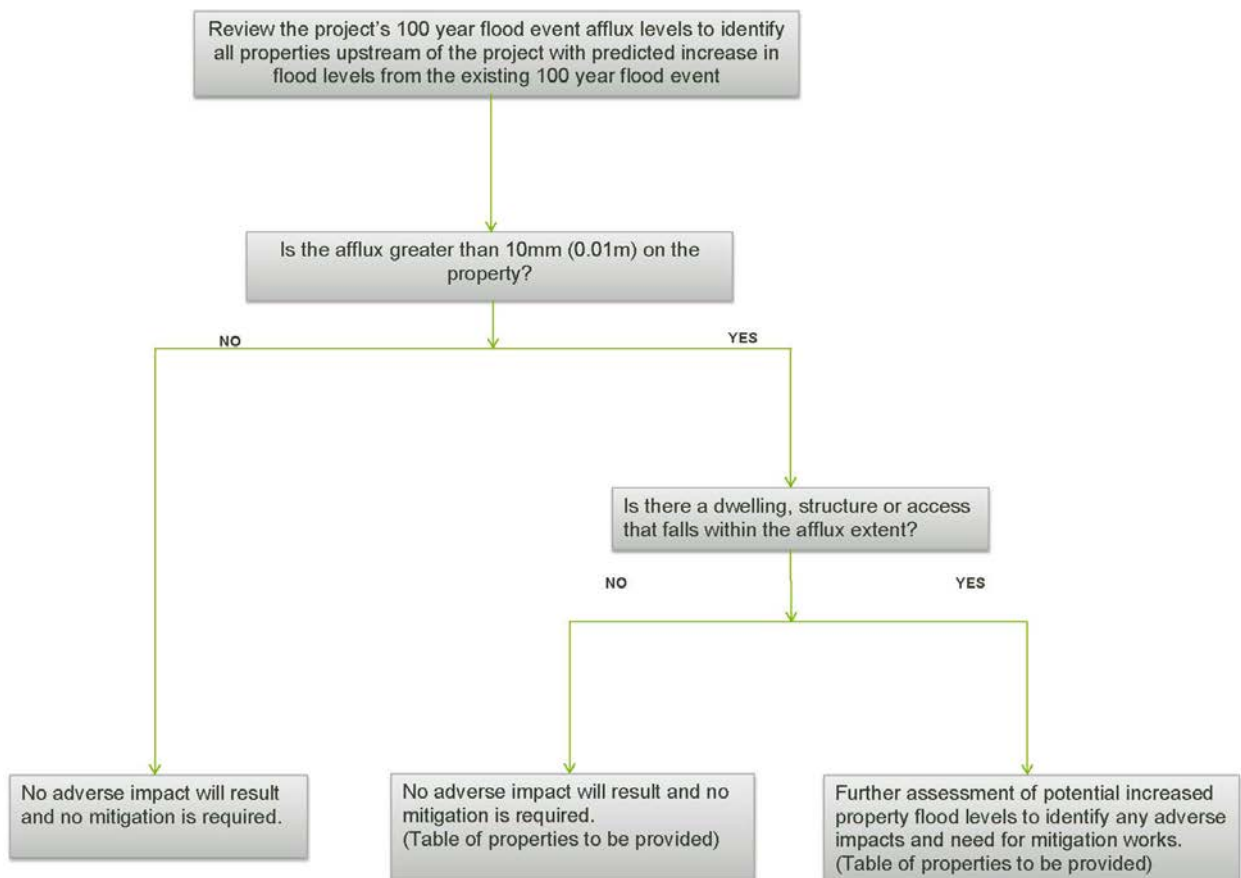 Review the project's 100 year flood event afflux levels to identify
all properties upstream of the project with predicted increase in
flood levels from the existing 100 year flood event
Is the afflux greater than 10mm (0.01m) on the
property?
NO
YES
Is there a dwelling, structure or access
that falls within the afflux extent?
NO
YES
No adverse impact will result
and no mitigation is required.
No adverse impact will result and no
mitigation is required.
(Table of properties to be provided)
Further assessment of potential increased
property flood levels to identify any adverse
impacts and need for mitigation works.
(Table of properties to be provided)